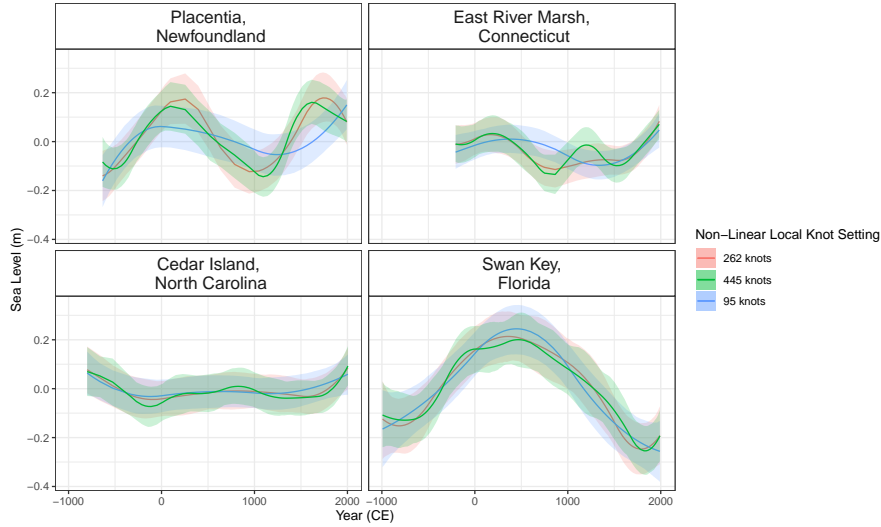 Placentia,
Newfoundland
East River Marsh,
Connecticut
0.2
0.0
−0.2
−0.4
Cedar Island,
North Carolina
Swan Key,
Florida
0.2
0.0
−0.2
−0.4
−1000 0 1000 2000 −1000 0 1000 2000
Year (CE)
Sea Level (m)
Non−Linear Local Knot Setting
262 knots
445 knots
95 knots